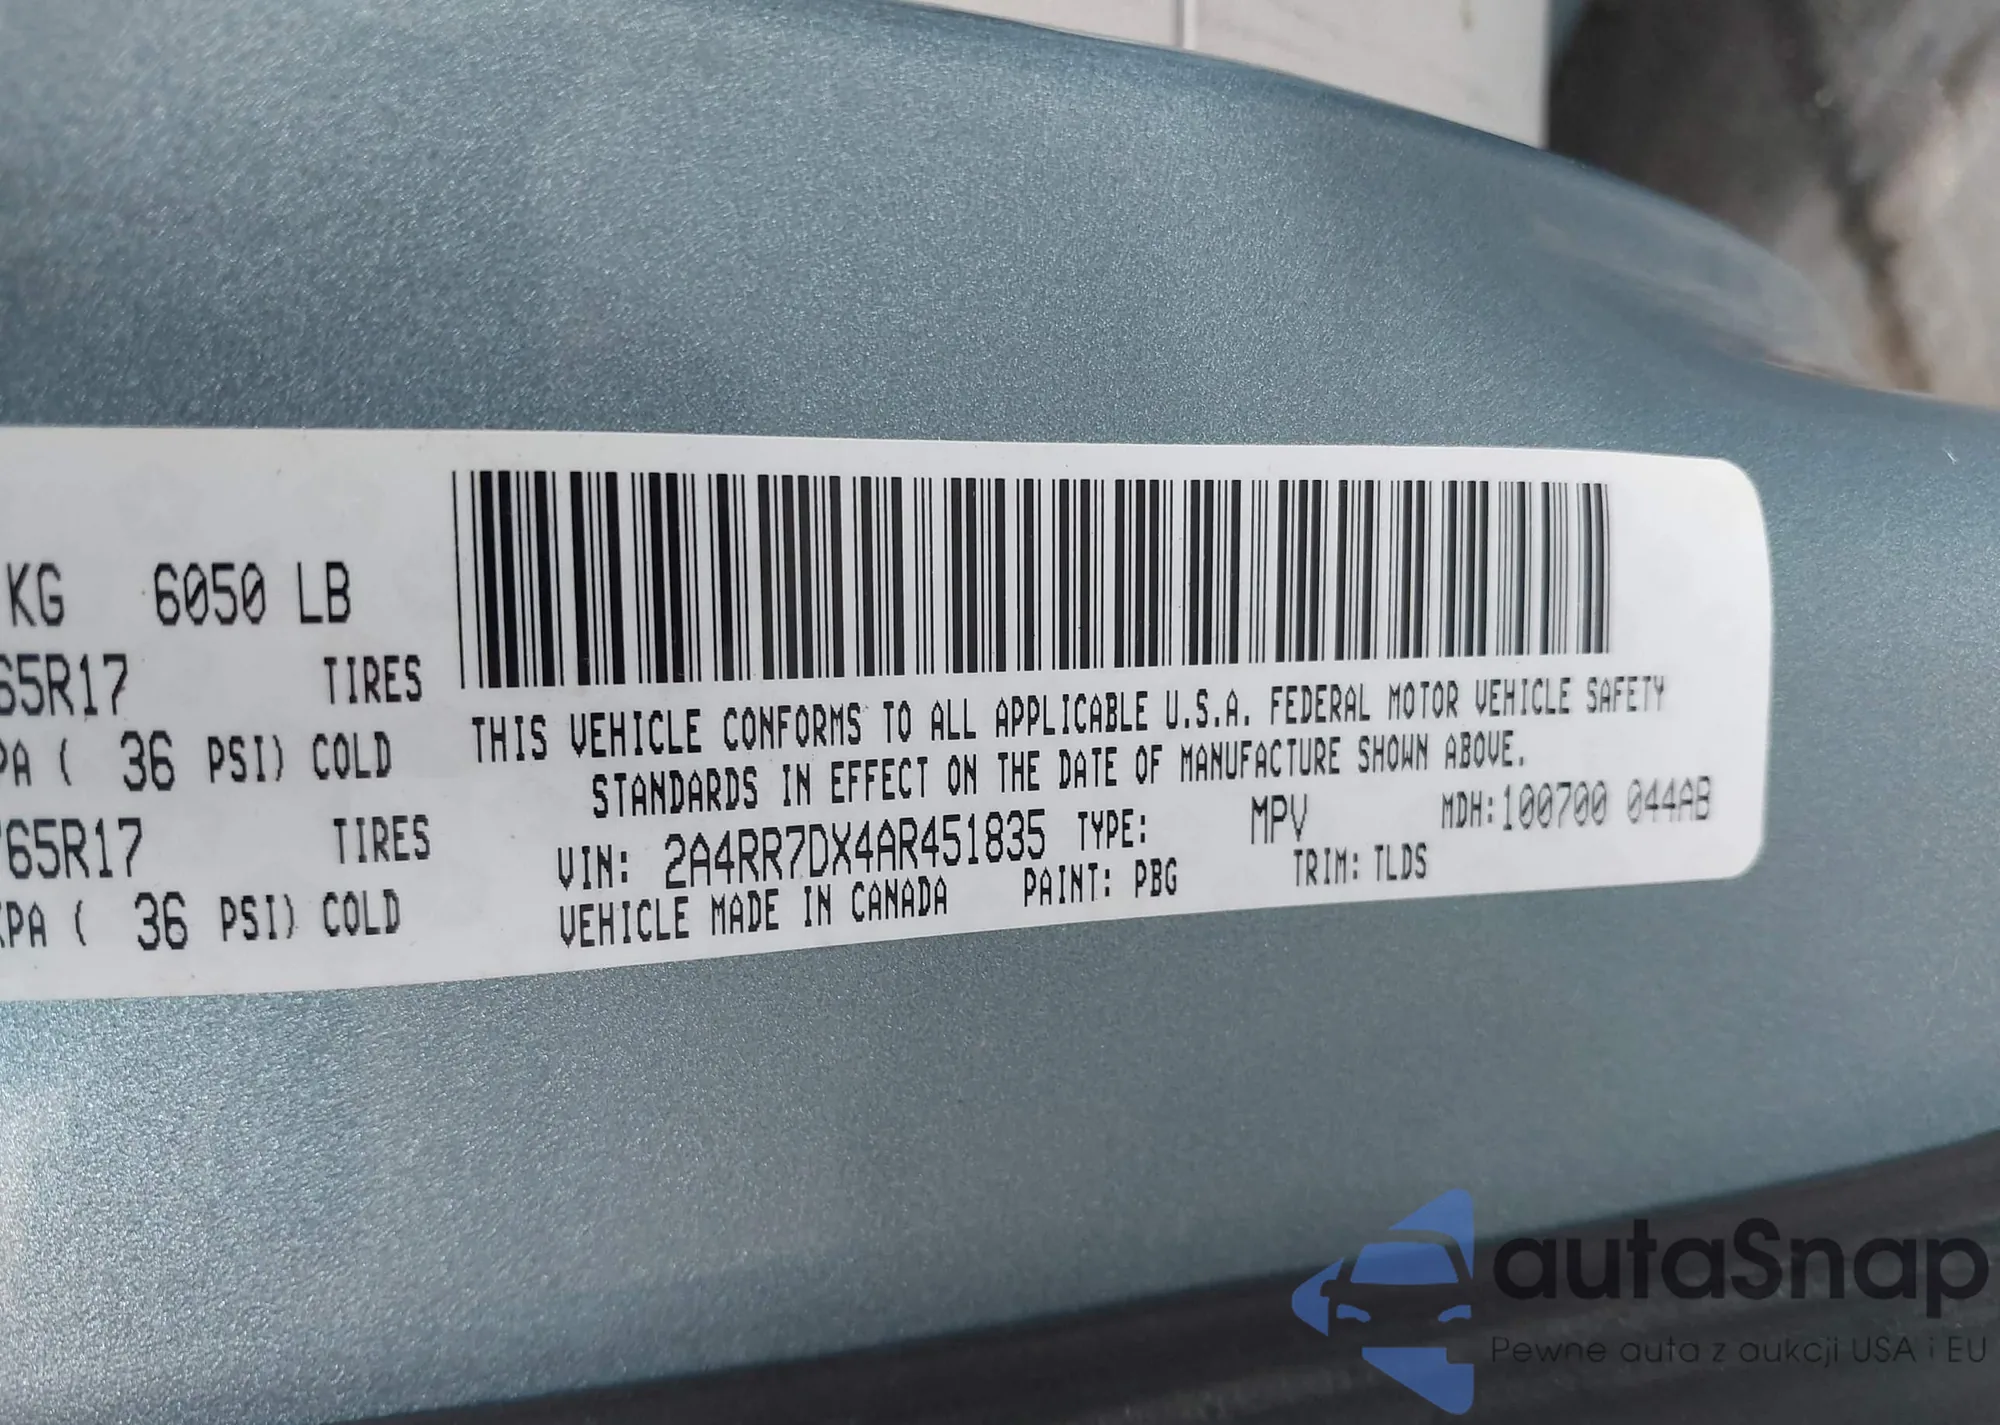 KG 6050 LB
65R17 TIRES
PA ( 36 PSI) COLD
65R17 TIRES
KPA ( 36 PSI) COLD
THIS VEHICLE CONFORMS TO ALL APPLICABLE U.S.A. FEDERAL MOTOR VEHICLE SAFETY
STANDARDS IN EFFECT ON THE DATE OF MANUFACTURE SHOWN ABOVE.
VIN: 2A4RR7DX4AR451835 TYPE: MPV MDH:100700 044AB
VEHICLE MADE IN CANADA PAINT: PBG TRIM: TLDS
autaSnap
Pewne auta z aukcji USA i EU